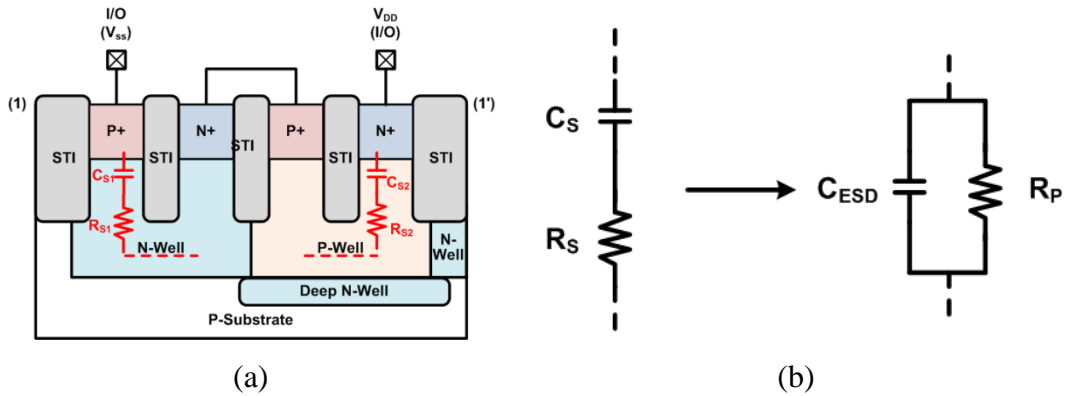 I/O
(Vss)
VDD
(I/O)
(1)
(1')
STI
P+
STI
N+
STI
P+
STI
N+
STI
CS1
CS2
RS1
RS2
N-Well
P-Well
N-
Well
Deep N-Well
P-Substrate
(a)
CS
RS
CESD
RP
(b)